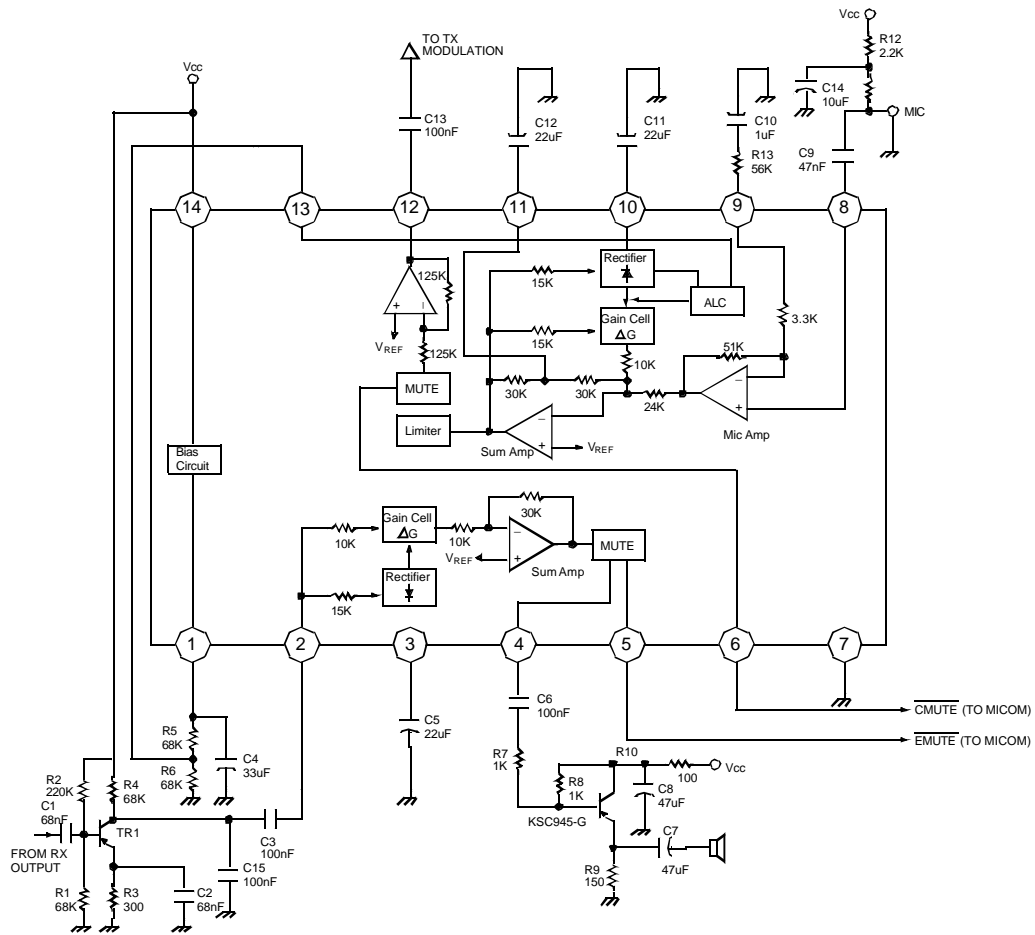 Vcc
R12
2.2K
TO TX
MODULATION
Vcc
C14
10uF
MIC
C13
100nF
C12
22uF
C11
22uF
C10
1uF
R13
56K
C9
47nF
14
13
12
11
10
9
8
125K
+
–
VREF
125K
MUTE
Limiter
15K
Rectifier
ALC
Gain Cell
ΔG
15K
10K
3.3K
51K
30K
30K
24K
–
+
Mic Amp
–
+
Sum Amp
VREF
Bias
Circuit
Gain Cell
ΔG
10K
10K
30K
–
+
VREF
Sum Amp
MUTE
Rectifier
15K
1
2
3
4
5
6
7
CMUTE (TO MICOM)
EMUTE (TO MICOM)
R5
68K
R6
68K
C4
33uF
C5
22uF
C6
100nF
R7
1K
R8
1K
R10
100
Vcc
C8
47uF
KSC945-G
C7
47uF
R9
150
R2
220K
R4
68K
C1
68nF
TR1
FROM RX
OUTPUT
C3
100nF
C15
100nF
R1
68K
R3
300
C2
68nF